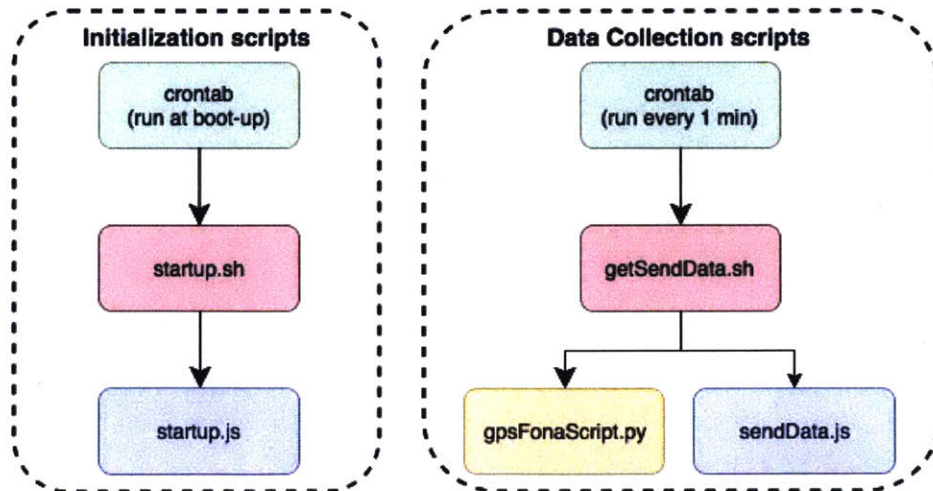 Initialization scripts
crontab
(run at boot-up)
startup.sh
startup.js
Data Collection scripts
crontab
(run every 1 min)
getSendData.sh
gpsFonaScript.py
sendData.js